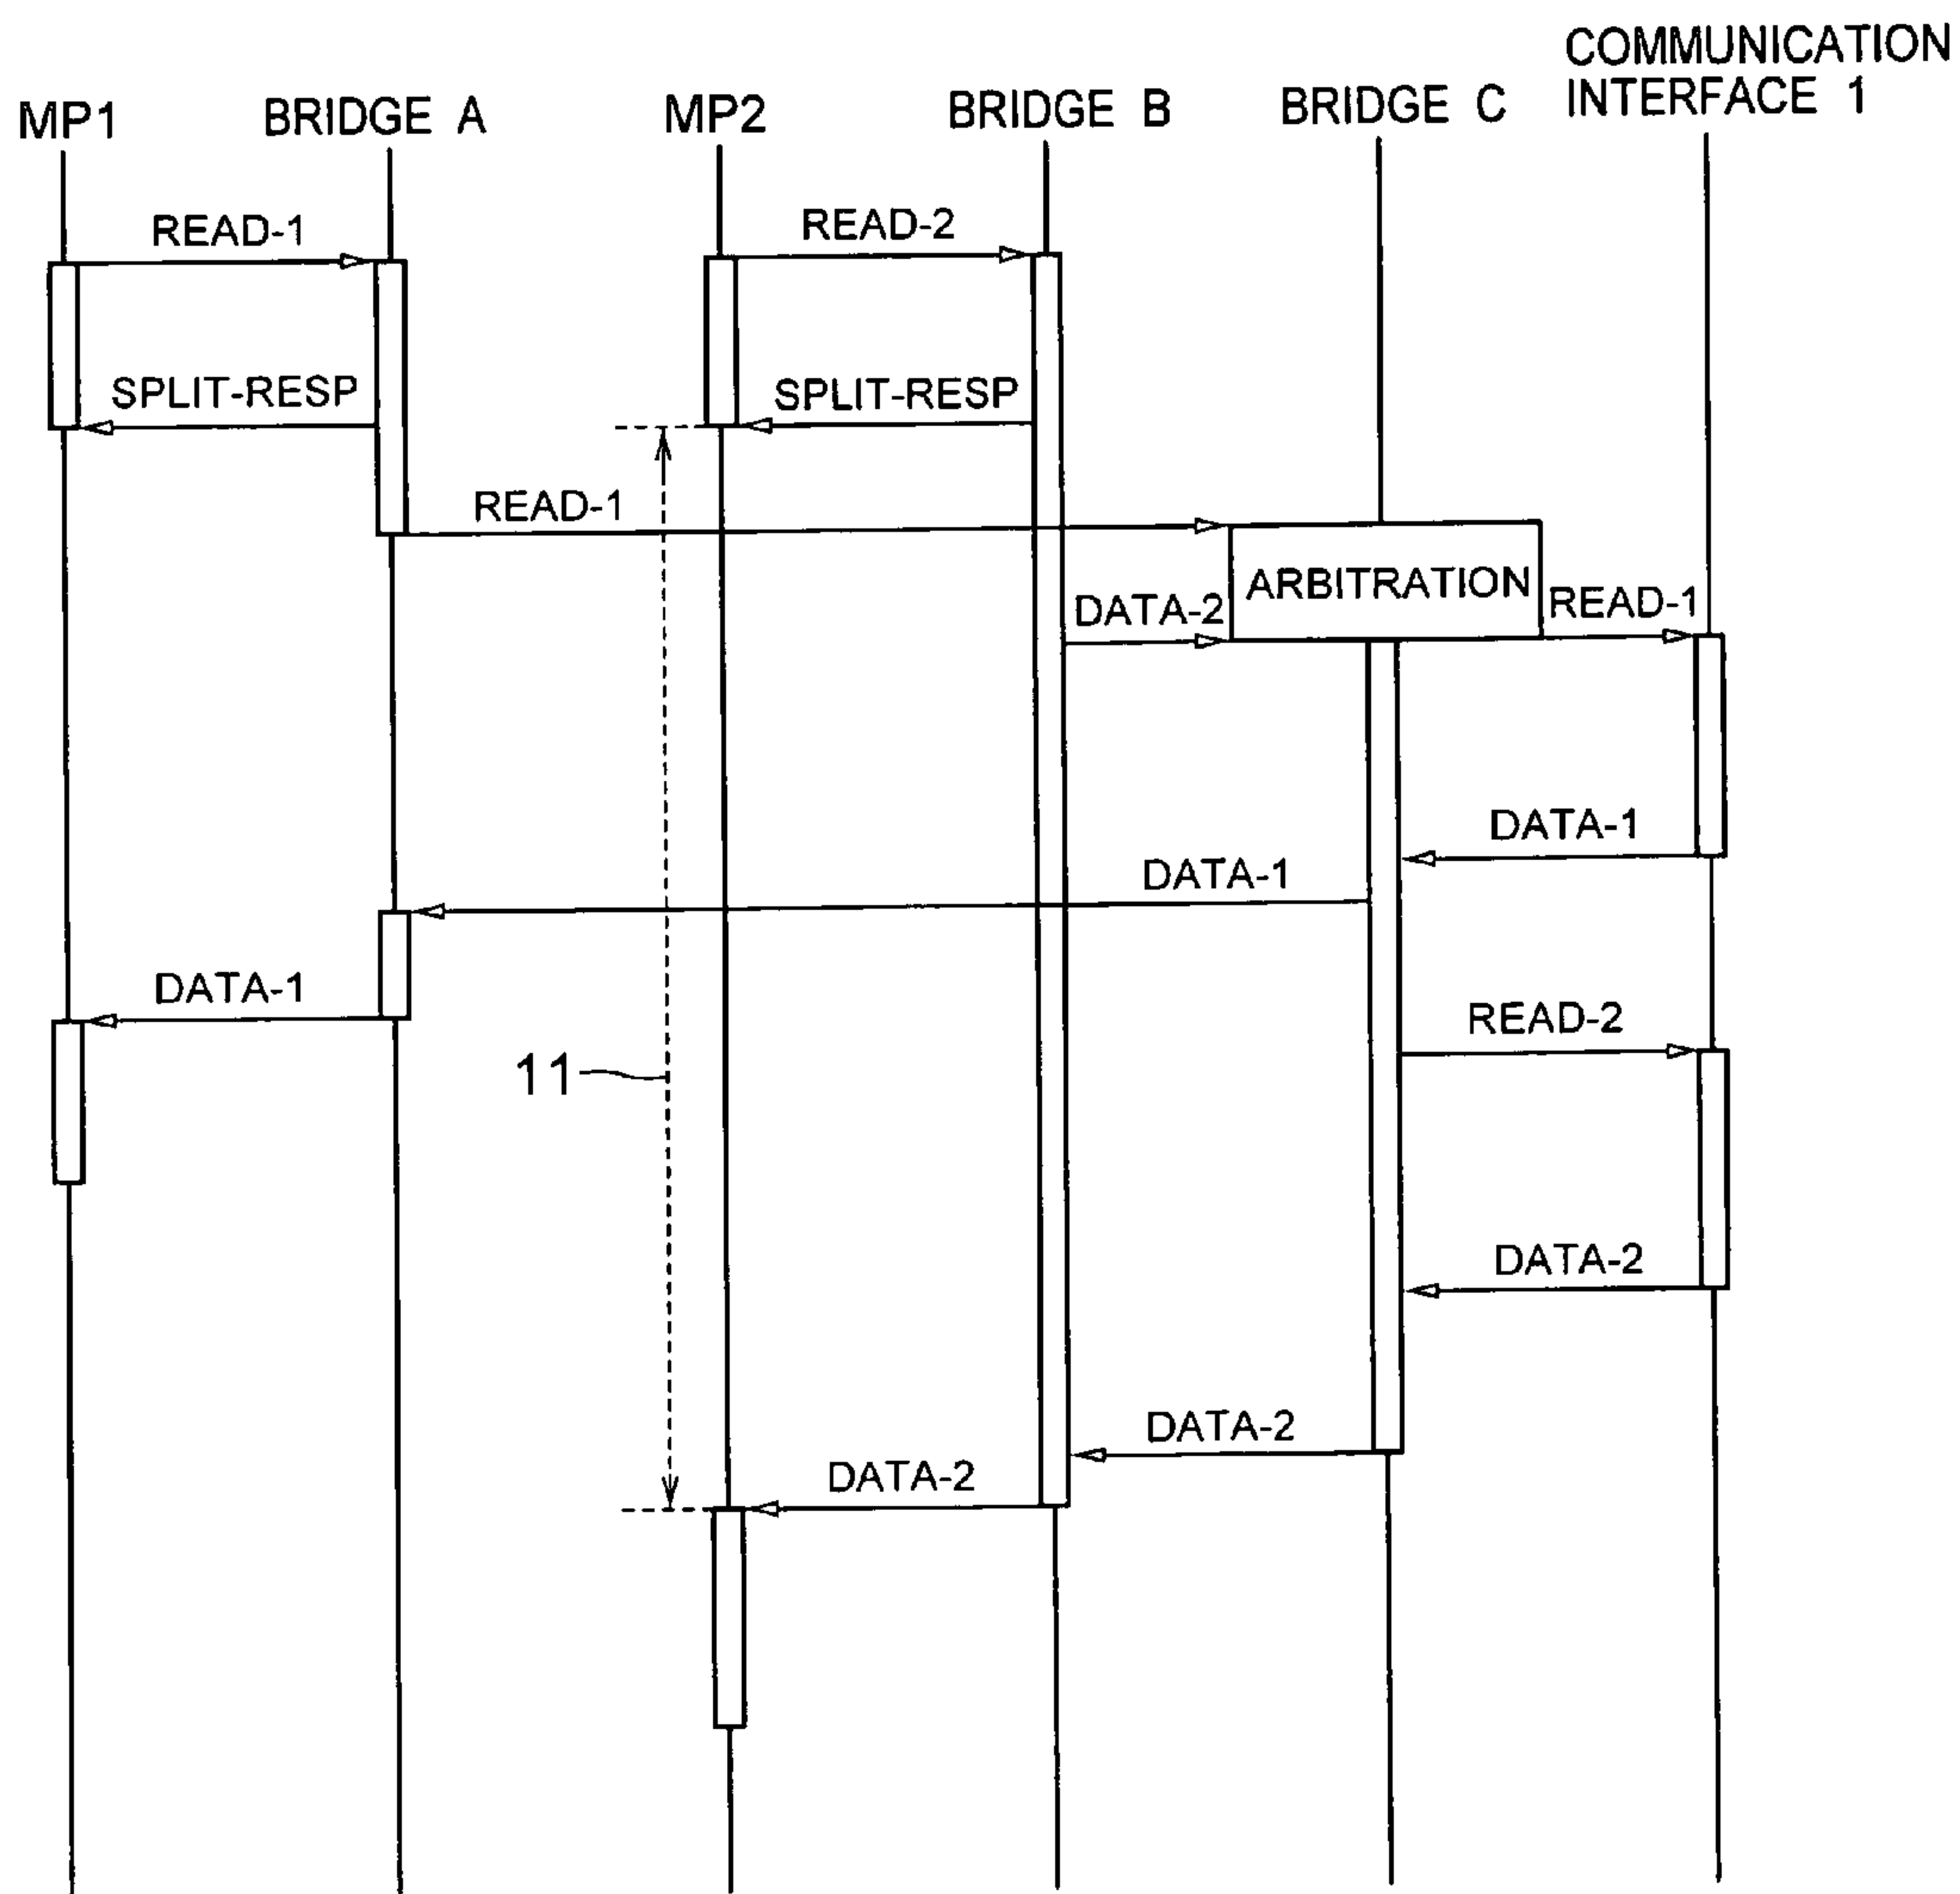 COMMUNICATION
INTERFACE 1
MP1
BRIDGE A
MP2
BRIDGE B
BRIDGE C
READ-1
READ-2
SPLIT-RESP
SPLIT-RESP
READ-1
ARBITRATION
DATA-2
READ-1
DATA-1
DATA-1
DATA-1
READ-2
11
DATA-2
DATA-2
DATA-2